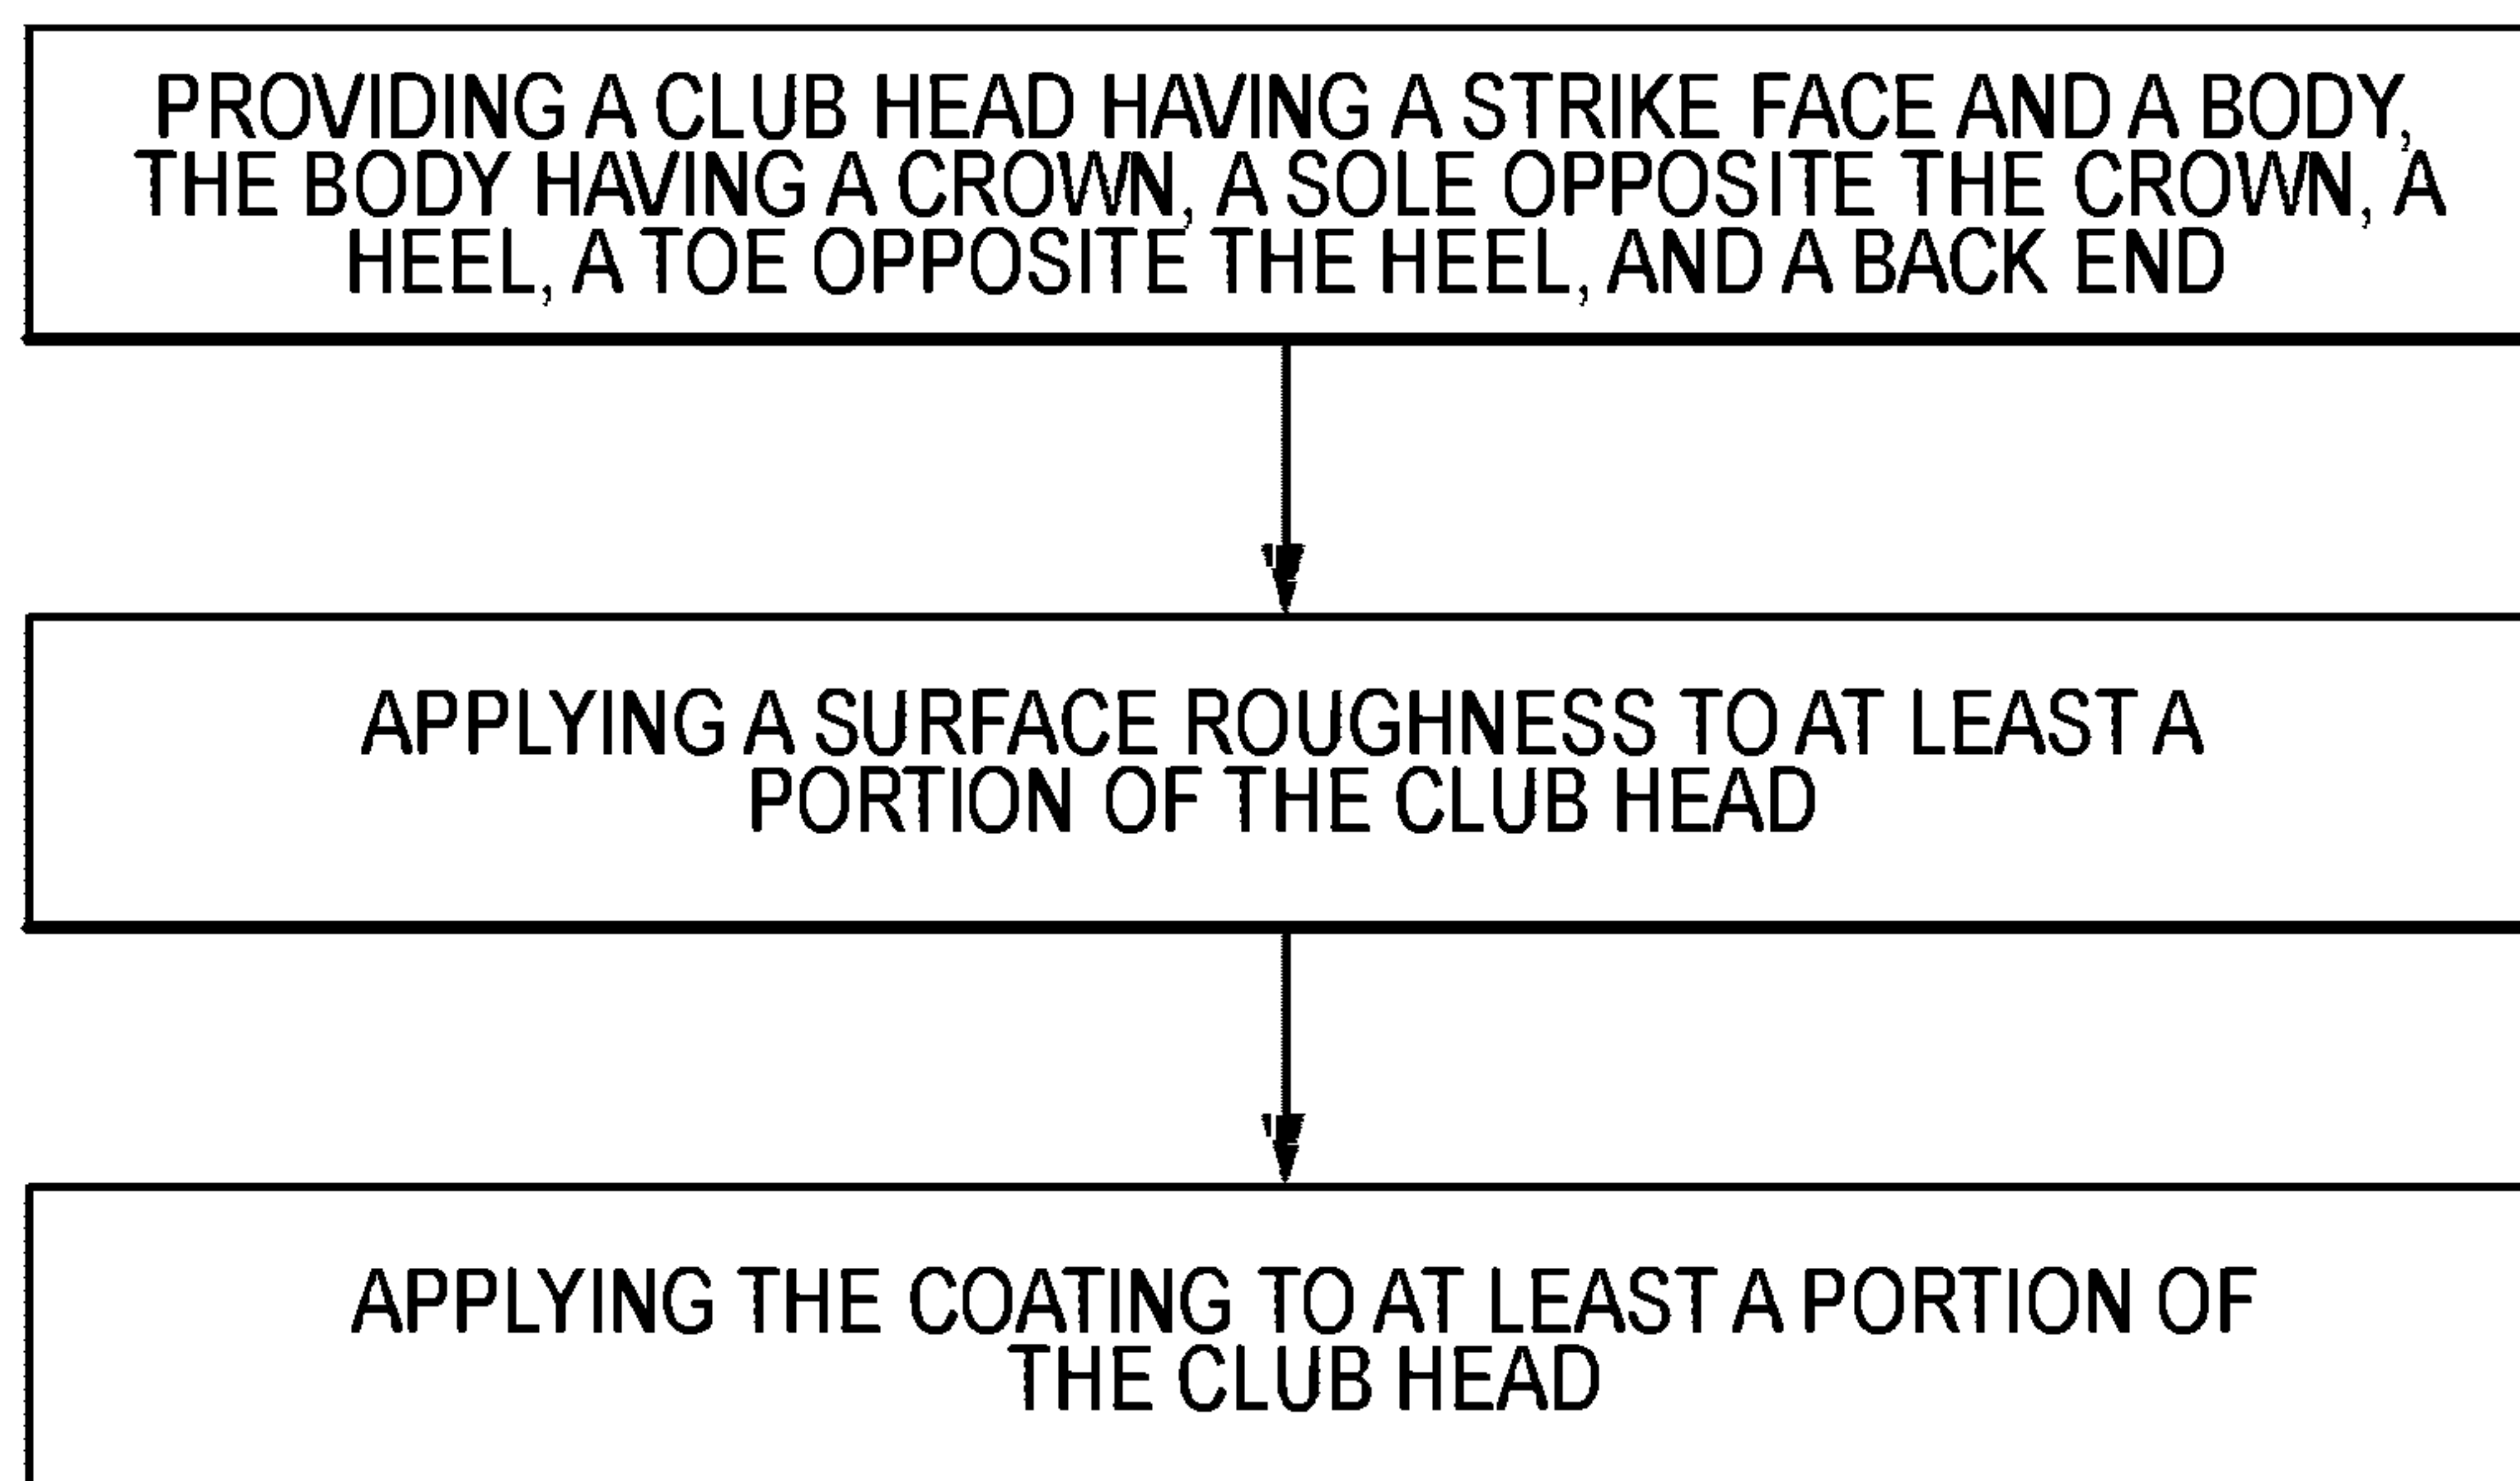 PROVIDING A CLUB HEAD HAVING A STRIKE FACE AND A BODY,
THE BODY HAVING A CROWN, A SOLE OPPOSITE THE CROWN, A
HEEL, A TOE OPPOSITE THE HEEL, AND A BACK END
APPLYING A SURFACE ROUGHNESS TO AT LEAST A
PORTION OF THE CLUB HEAD
APPLYING THE COATING TO AT LEAST A PORTION OF
THE CLUB HEAD